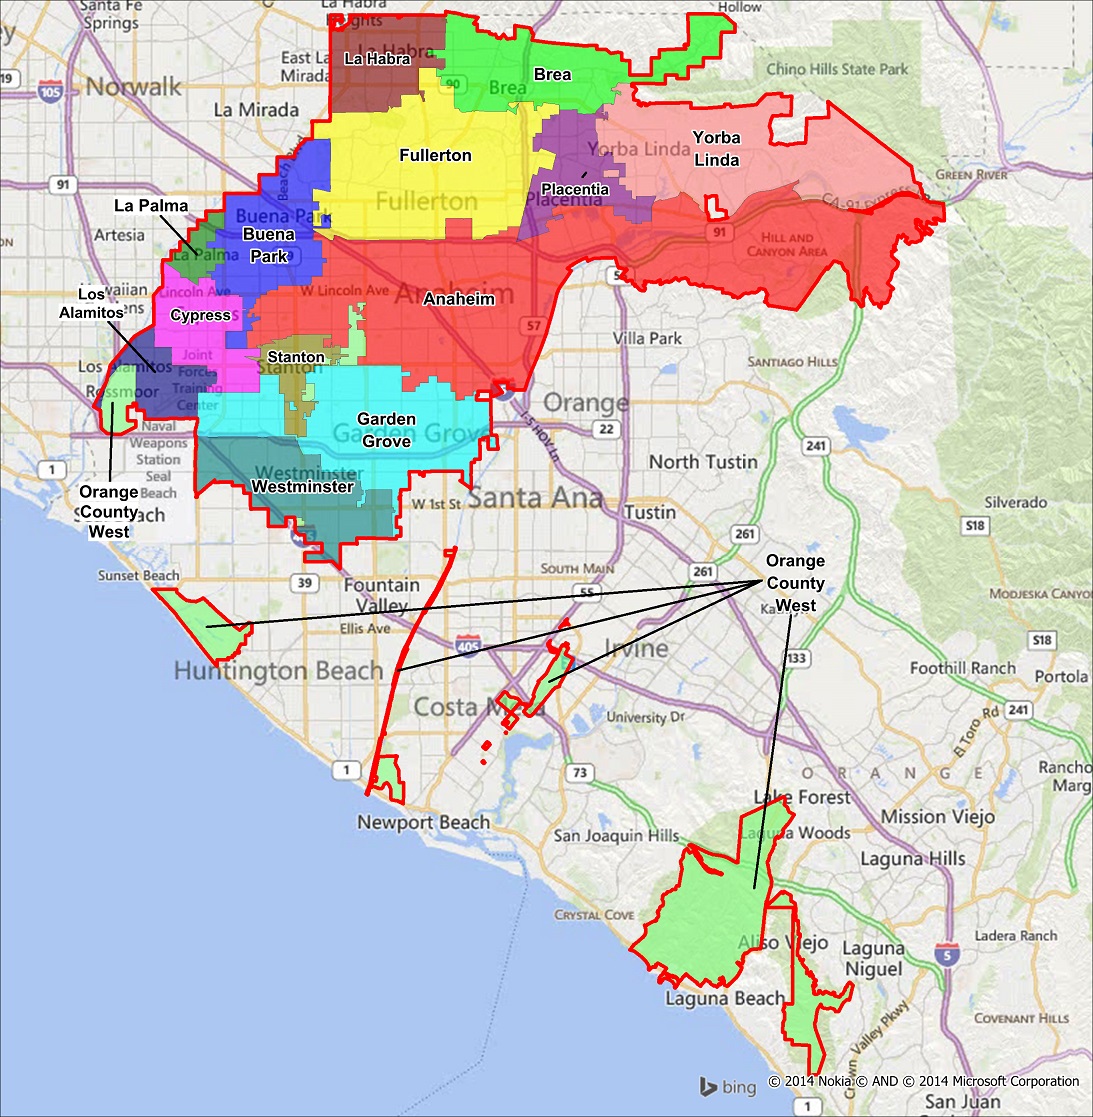 Santa Fe
Springs
La Habra
Heights
Hollow
19
105
Norwalk
East La
Mirada
La Habra
La Habra
90
Brea
Brea
Chino Hills State Park
La Mirada
Fullerton
Yorba
Linda
Yorba Linda
91
Beach
GREEN RIVER
Placentia
Placentia
La Palma
Buena Park
Buena
Park
Fullerton
CA-91 EXPRESS
Artesia
La Palma
91
HILL AND
CANYON AREA
Los
Alamitos
Hawaiian
Gardens
Lincoln Ave
W Lincoln Ave
Anaheim
Anaheim
Cypress
57
Villa Park
Los Alamitos
Joint
Forces
Training
Center
Stanton
Stanton
SANTIAGO HILLS
Rossmoor
Orange
Garden
Grove
Garden Grove
22
I-5 HOV Ln
241
Naval
Weapons
Station
Seal
Beach
1
Westminster
Westminster
North Tustin
Orange
County
West
Beach
W 1st St
Santa Ana
Tustin
Silverado
S18
261
Sunset Beach
39
Fountain
Valley
SOUTH MAIN
55
261
Orange
County
West
MODJESKA CANYON
Ellis Ave
405
Irvine
S18
Huntington Beach
133
Foothill Ranch
Portola
Costa Mesa
University Dr
El Toro Rd
241
1
73
ORANGE
Rancho
Marg
Newport Beach
Lake Forest
San Joaquin Hills
Laguna Woods
Mission Viejo
Laguna Hills
CRYSTAL COVE
Aliso Viejo
Laguna
Niguel
5
Ladera Ranch
Laguna Beach
Crown Valley Pkwy
COVENANT HILLS
bing
© 2014 Nokia © AND © 2014 Microsoft Corporation
1
San Juan